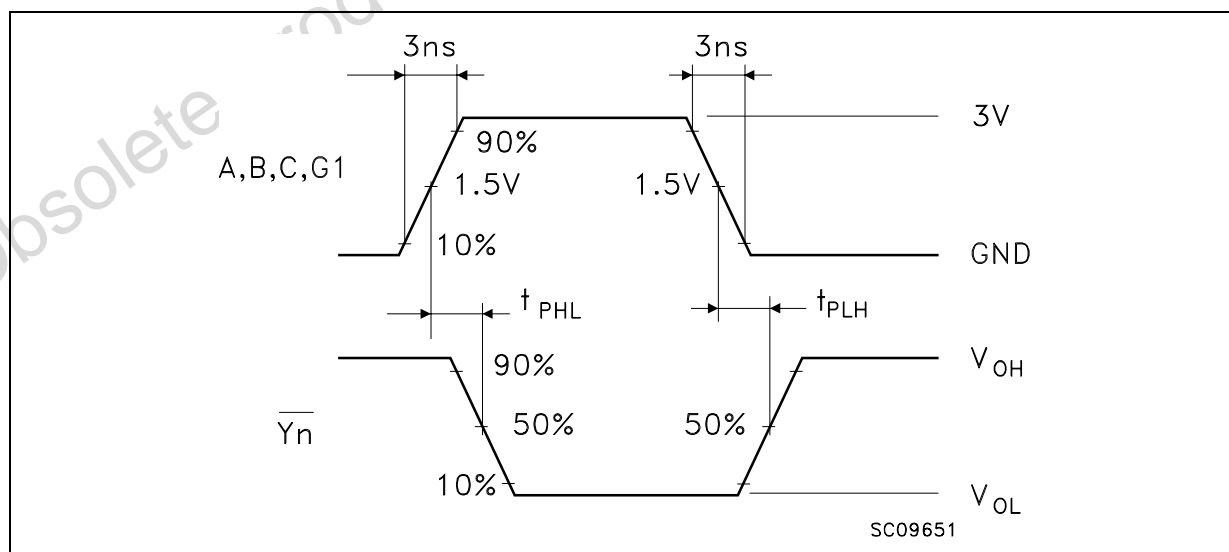 3ns 3ns
3V
90%
A,B,C,G1
1.5V 1.5V
10%
GND
tPHL tPLH
90%
VOH
Yn
50% 50%
10%
VOL
SC09651
obsolete